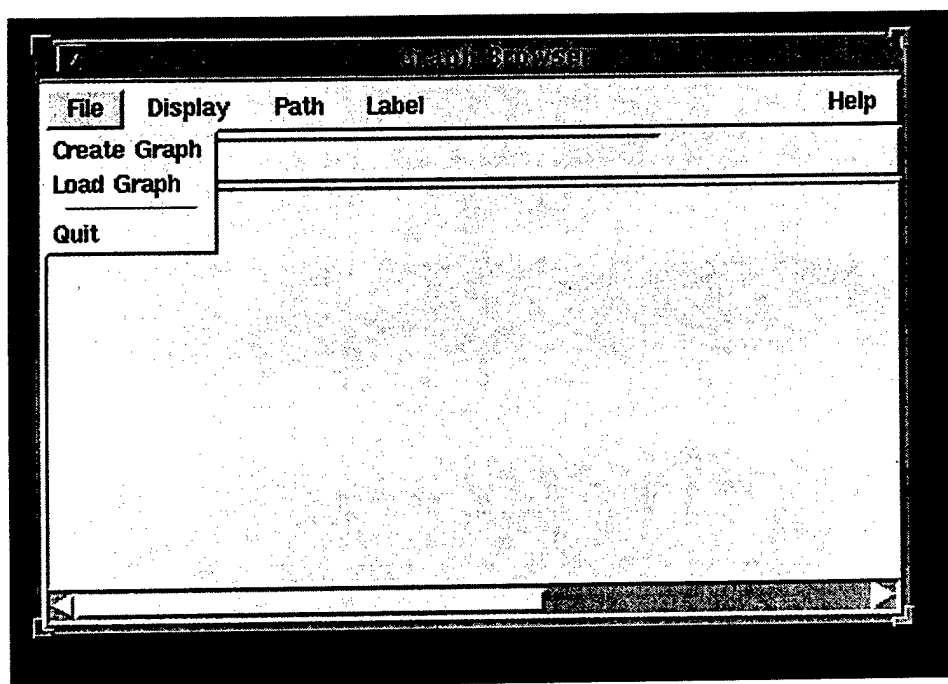 Graph Browser
File Display Path Label Help
Create Graph
Load Graph
Quit